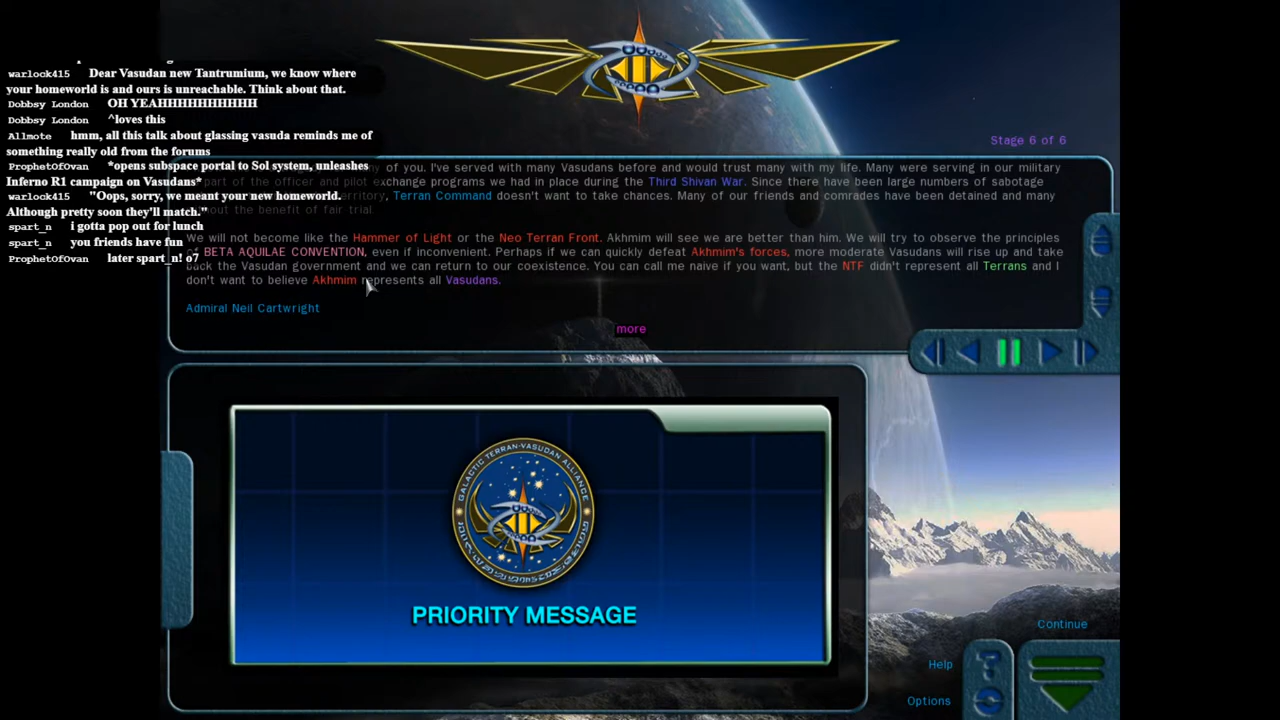 warlock415 Dear Vasudan new Tantrumium, we know where
your homeworld is and ours is unreachable. Think about that.
Dobbsy London OH YEAHHHHHHHHHH
Dobbsy London ^loves this
Allmote hmm, all this talk about glassing vasuda reminds me of
something really old from the forums
ProphetOfovan *opens subspace portal to Sol system, unleashes
Inferno R1 campaign on Vasudans*
warlock415 "Oops, sorry, we meant your new homeworld.
Although pretty soon they'll match."
spart_n i gotta pop out for lunch
spart_n you friends have fun
ProphetOfovan later spart_n! o7
Stage 6 of 6
of you. I've served with many Vasudans before and would trust many with my life. Many were serving in our military
part of the officer and pilot exchange programs we had in place during the Third Shivan War. Since there have been large numbers of sabotage
territory, Terran Command doesn't want to take chances. Many of our friends and comrades have been detained and many
the benefit of fair trial.
We will not become like the Hammer of Light or the Neo Terran Front. Akhmim will see we are better than him. We will try to observe the principles
of BETA AQUILAE CONVENTION, even if inconvenient. Perhaps if we can quickly defeat Akhmim's forces, more moderate Vasudans will rise up and take
back the Vasudan government and we can return to our coexistence. You can call me naive if you want, but the NTF didn't represent all Terrans and I
don't want to believe Akhmim represents all Vasudans.
Admiral Neil Cartwright
more
GALACTIC TERRAN-VASUDAN ALLIANCE
PRIORITY MESSAGE
Continue
Help
Options